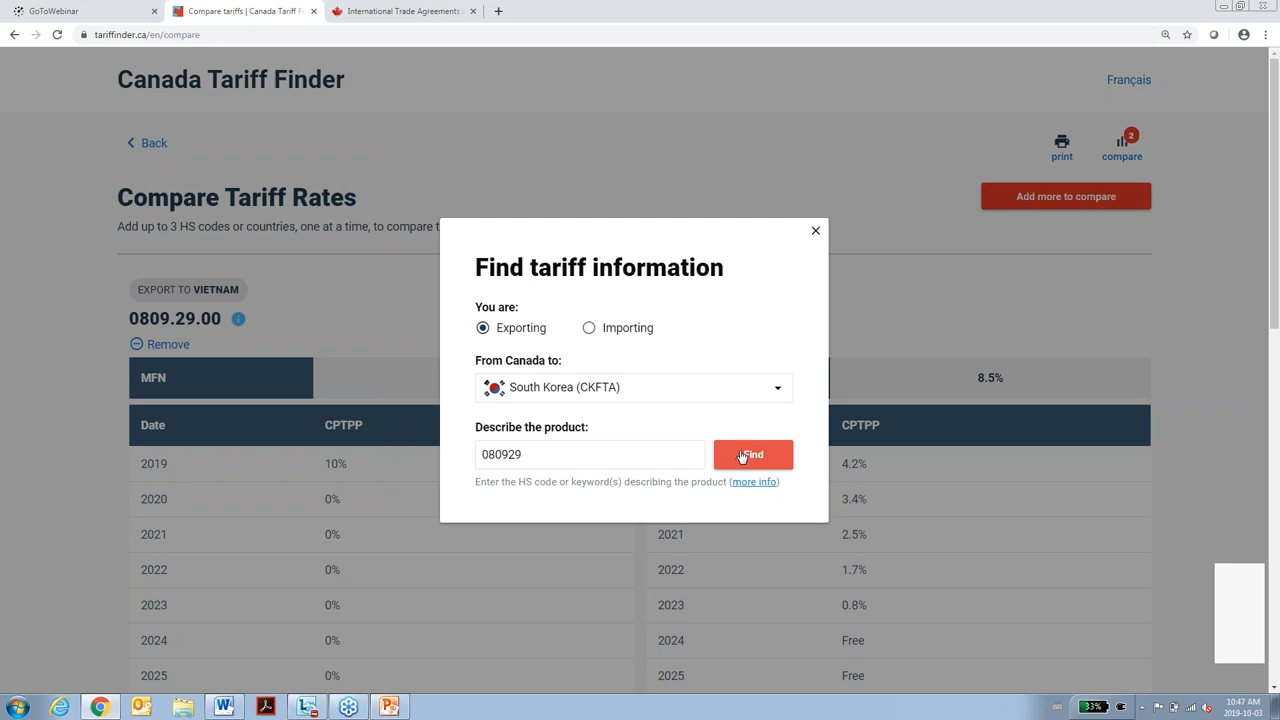 GoToWebinar
Compare tariffs | Canada Tariff F
International Trade Agreements
tariffinder.ca/en/compare
Canada Tariff Finder
Français
Back
print
2
compare
Compare Tariff Rates
Add more to compare
Add up to 3 HS codes or countries, one at a time, to compare t
Find tariff information
You are:
Exporting
Importing
From Canada to:
South Korea (CKFTA)
Describe the product:
080929
Find
Enter the HS code or keyword(s) describing the product (more info)
EXPORT TO VIETNAM
0809.29.00
Remove
MFN
8.5%
Date CPTPP CPTPP
2019 10% 4.2%
2020 0% 3.4%
2021 0% 2021 2.5%
2022 0% 2022 1.7%
2023 0% 2023 0.8%
2024 0% 2024 Free
2025 0% 2025 Free
33%
10:47 AM
2019-10-03